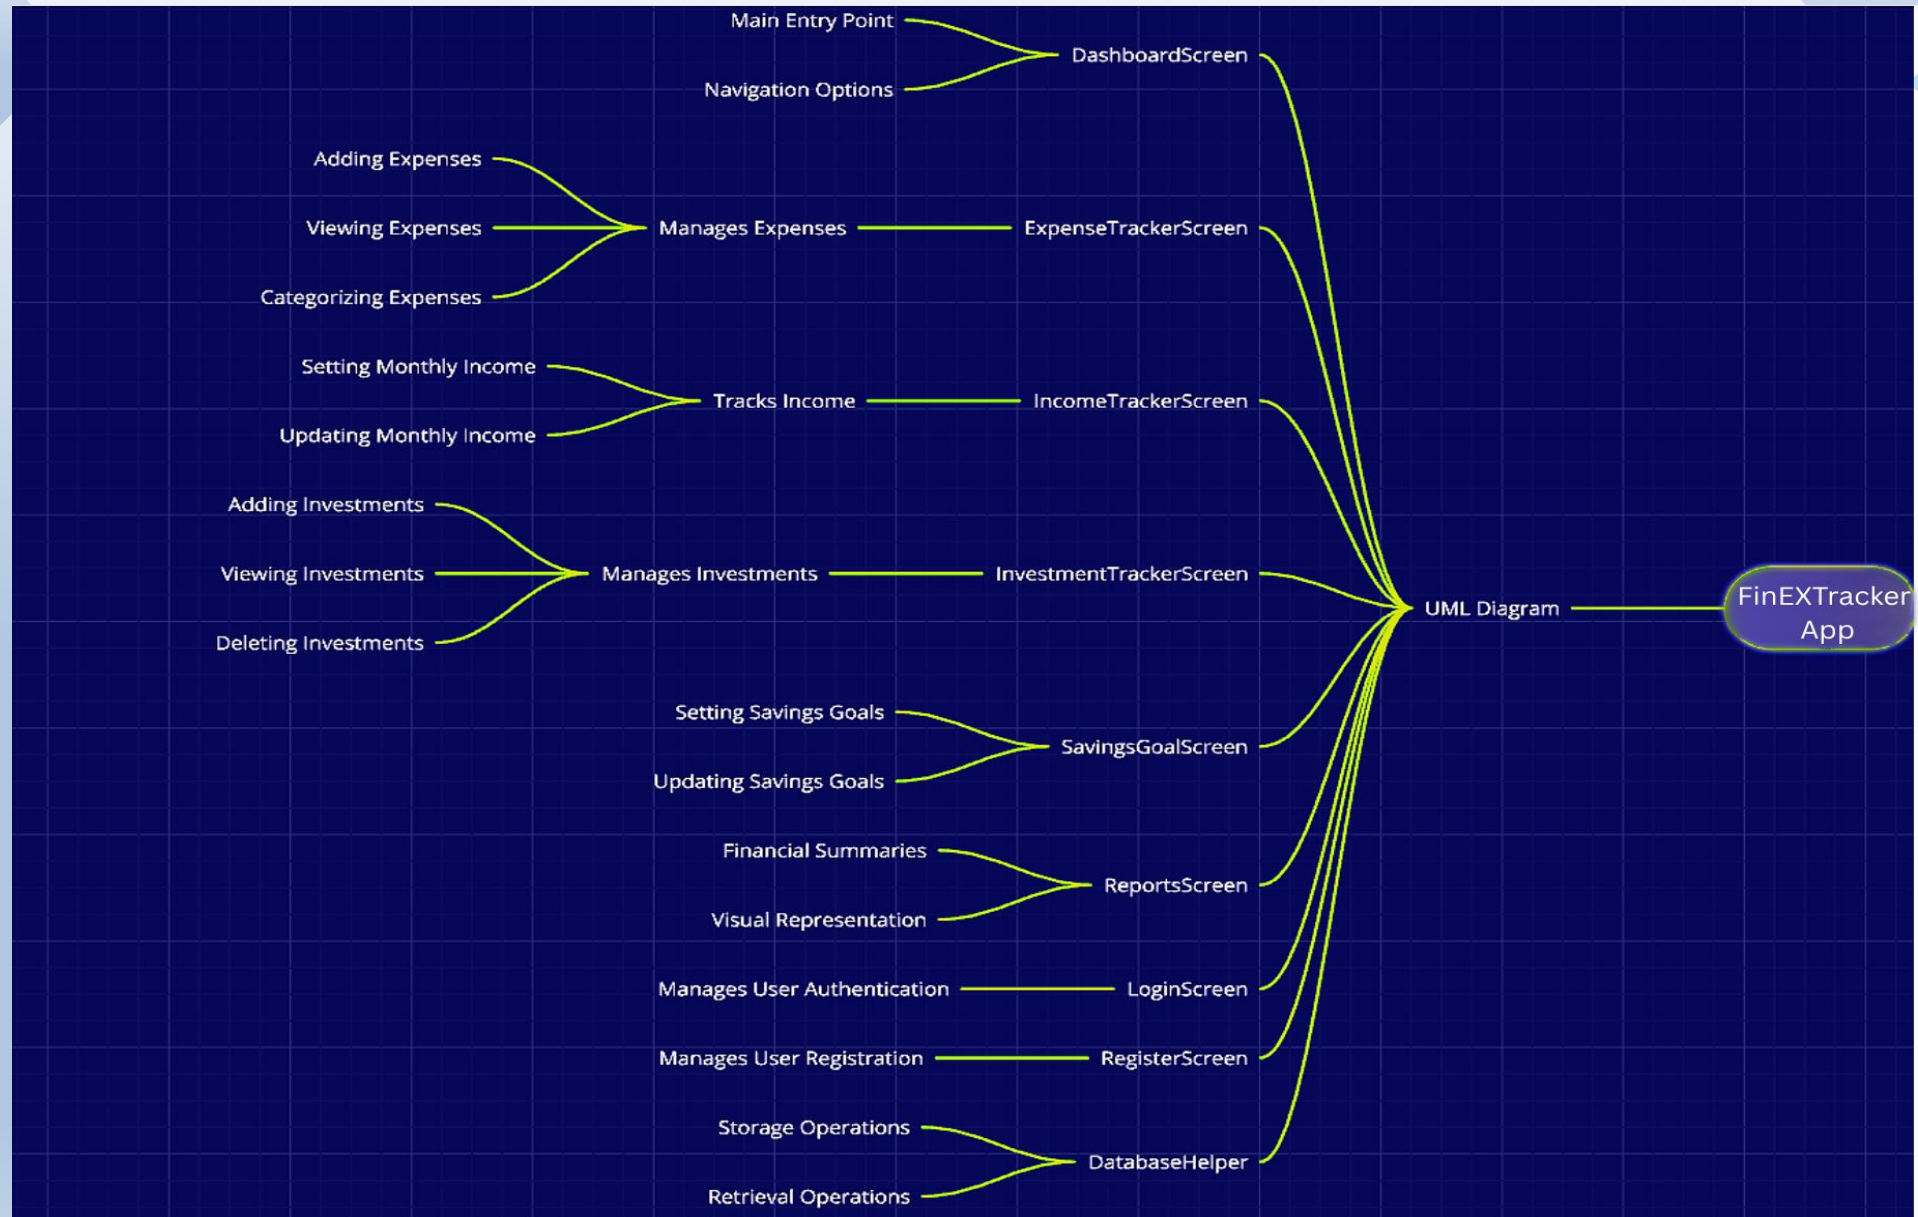 Main Entry Point
DashboardScreen
Navigation Options
Adding Expenses
Viewing Expenses
Manages Expenses
ExpenseTrackerScreen
Categorizing Expenses
Setting Monthly Income
Tracks Income
IncomeTrackerScreen
Updating Monthly Income
Adding Investments
Viewing Investments
Manages Investments
InvestmentTrackerScreen
Deleting Investments
UML Diagram
FinEXTracker
App
Setting Savings Goals
SavingsGoalScreen
Updating Savings Goals
Financial Summaries
ReportsScreen
Visual Representation
Manages User Authentication
LoginScreen
Manages User Registration
RegisterScreen
Storage Operations
DatabaseHelper
Retrieval Operations